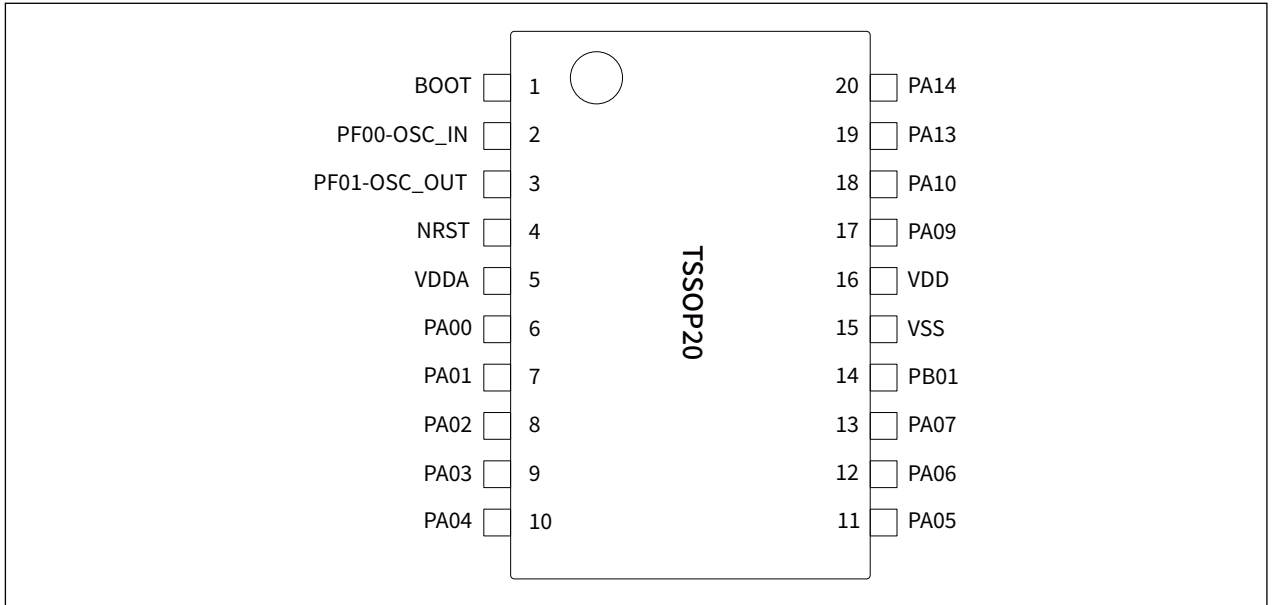 BOOT 1 20 PA14
PF00-OSC_IN 2 19 PA13
PF01-OSC_OUT 3 18 PA10
NRST 4 17 PA09
VDDA 5 16 VDD
PA00 6 15 VSS
PA01 7 14 PB01
PA02 8 13 PA07
PA03 9 12 PA06
PA04 10 11 PA05
TSSOP20